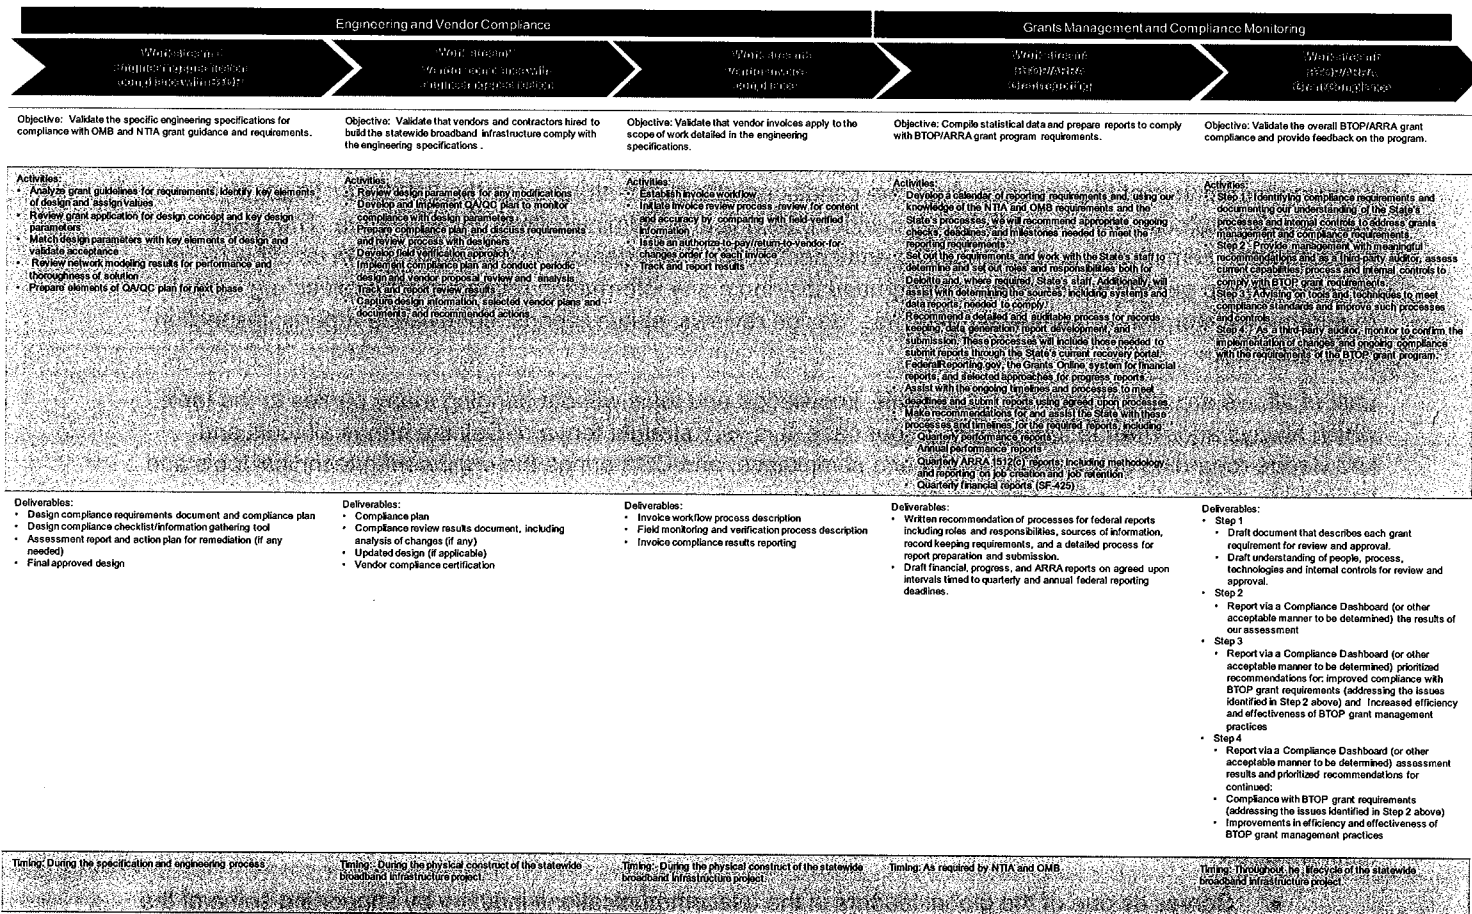 Engineering and Vendor Compliance
Grants Management and Compliance Monitoring
Work stream
engineering specification
compliance with BTOP
Work stream
Vendor compliance with
engineering specification
Work stream
Vendor invoice
compliance
Work stream
BTOP/ARRA
Grant reporting
Work stream
BTOP/ARRA
Grant Compliance
Objective: Validate the specific engineering specifications for
compliance with OMB and NTIA grant guidance and requirements.
Objective: Validate that vendors and contractors hired to
build the statewide broadband infrastructure comply with
the engineering specifications .
Objective: Validate that vendor invoices apply to the
scope of work detailed in the engineering
specifications.
Objective: Compile statistical data and prepare reports to comply
with BTOP/ARRA grant program requirements.
Objective: Validate the overall BTOP/ARRA grant
compliance and provide feedback on the program.
Activities:
• Analyze grant guidelines for requirements, identify key elements
of design and assign values
• Review grant application for design concept and key design
parameters
• Match design parameters with key elements of design and
validate acceptance
• Review network modeling results for performance and
thoroughness of solution
• Prepare elements of QA/QC plan for next phase
Activities:
• Review design parameters for any modifications
• Develop and implement QA/QC plan to monitor
compliance with design parameters
• Prepare compliance plan and discuss requirements
and review process with designers
• Develop field verification approach
• Implement compliance plan and conduct periodic
design and vendor proposal review and analysis
• Track and report review results
• Capture design information, selected vendor plans and
documents, and recommended actions
Activities:
• Establish invoice workflow
• Initiate invoice review process -review for content
and accuracy by comparing with field verified
information
• Issue an authorize-to-pay/return-to-vendor-for-
changes order for each invoice
• Track and report results
Activities:
• Develop a calendar of reporting requirements and, using our
knowledge of the NTIA and OMB requirements and the
State's processes, we will recommend appropriate ongoing
checks, deadlines, and milestones needed to meet the
reporting requirements.
• Set out the requirements, and work with the State's staff to
determine and set out roles and responsibilities both for
Deloitte and, where required, State's staff. Additionally, will
assist with determining the sources, including systems and
data reports, needed to comply.
• Recommend a detailed and auditable process for records
keeping, data generation, report development, and
submission. These processes will include those needed to
submit reports through the State's current recovery portal,
FederalReporting.gov, the Grants Online system for financial
reports, and selected approaches for progress reports.
• Assist with the ongoing timelines and processes to meet
deadlines and submit reports using agreed upon processes.
• Make recommendations for and assist the State with these
processes and timelines for the required reports, including:
• Quarterly performance reports
• Annual performance reports
• Quarterly ARRA 1512(c) reports, including methodology
and reporting on job creation and job retention
• Quarterly financial reports (SF-425)
Activities:
• Step 1: Identifying compliance requirements and
documenting our understanding of the State's
processes and internal controls to address grants
management and compliance requirements.
• Step 2: Provide management with meaningful
recommendations and as a third-party auditor, assess
current capabilities, process and internal controls to
comply with BTOP grant requirements.
• Step 3: Advising on tools and techniques to meet
compliance standards and improve such processes
and controls
• Step 4: As a third-party auditor, monitor to confirm the
implementation of changes and ongoing compliance
with the requirements of the BTOP grant program.
Deliverables:
• Design compliance requirements document and compliance plan
• Design compliance checklist/information gathering tool
• Assessment report and action plan for remediation (if any
needed)
• Final approved design
Deliverables:
• Compliance plan
• Compliance review results document, including
analysis of changes (if any)
• Updated design (if applicable)
• Vendor compliance certification
Deliverables:
• Invoice workflow process description
• Field monitoring and verification process description
• Invoice compliance results reporting
Deliverables:
• Written recommendation of processes for federal reports
including roles and responsibilities, sources of information,
record keeping requirements, and a detailed process for
report preparation and submission.
• Draft financial, progress, and ARRA reports on agreed upon
intervals timed to quarterly and annual federal reporting
deadlines.
Deliverables:
• Step 1
• Draft document that describes each grant
requirement for review and approval.
• Draft understanding of people, process,
technologies and internal controls for review and
approval.
• Step 2
• Report via a Compliance Dashboard (or other
acceptable manner to be determined) the results of
our assessment
• Step 3
• Report via a Compliance Dashboard (or other
acceptable manner to be determined) prioritized
recommendations for: improved compliance with
BTOP grant requirements (addressing the issues
identified in Step 2 above) and Increased efficiency
and effectiveness of BTOP grant management
practices
• Step 4
• Report via a Compliance Dashboard (or other
acceptable manner to be determined) assessment
results and prioritized recommendations for
continued:
• Compliance with BTOP grant requirements
(addressing the issues identified in Step 2 above)
• Improvements in efficiency and effectiveness of
BTOP grant management practices
Timing: During the specification and engineering process
Timing: During the physical construct of the statewide
broadband infrastructure project.
Timing: During the physical construct of the statewide
broadband infrastructure project.
Timing: As required by NTIA and OMB
Timing: Throughout the lifecycle of the statewide
broadband infrastructure project.